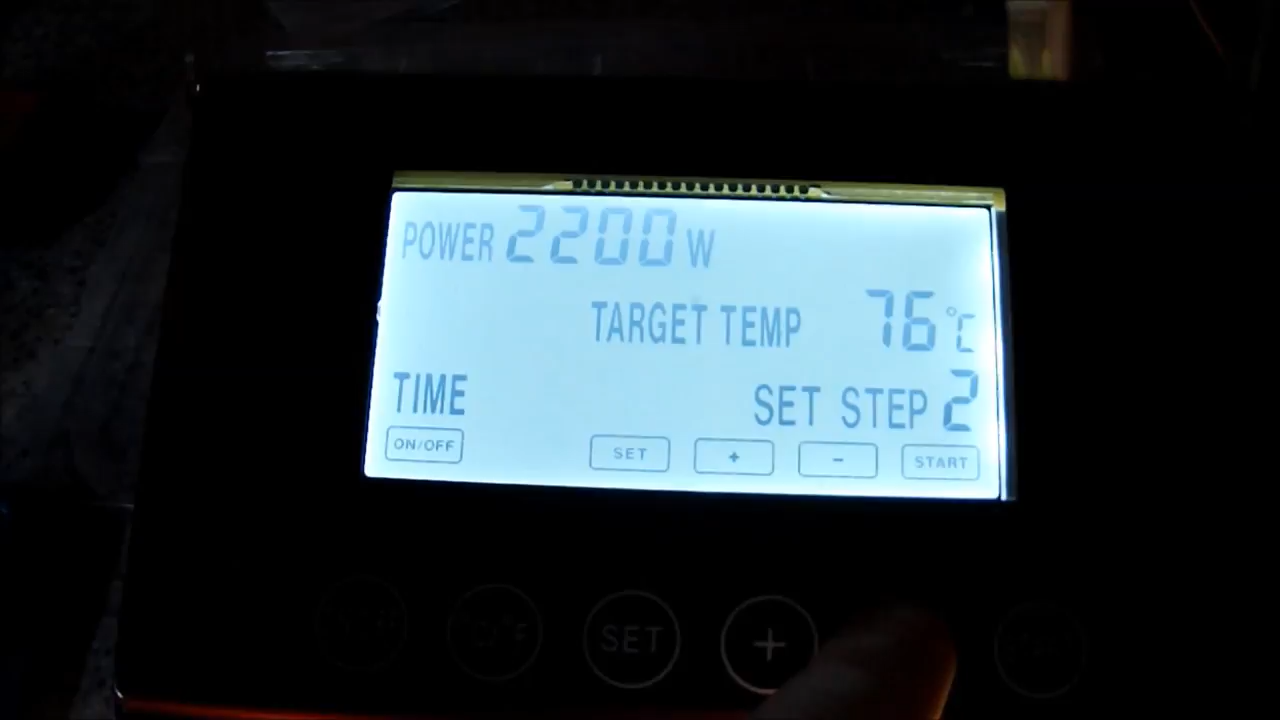 POWER 2200 W
TARGET TEMP 76 °C
TIME SET STEP 2
ON/OFF SET + - START
SET +